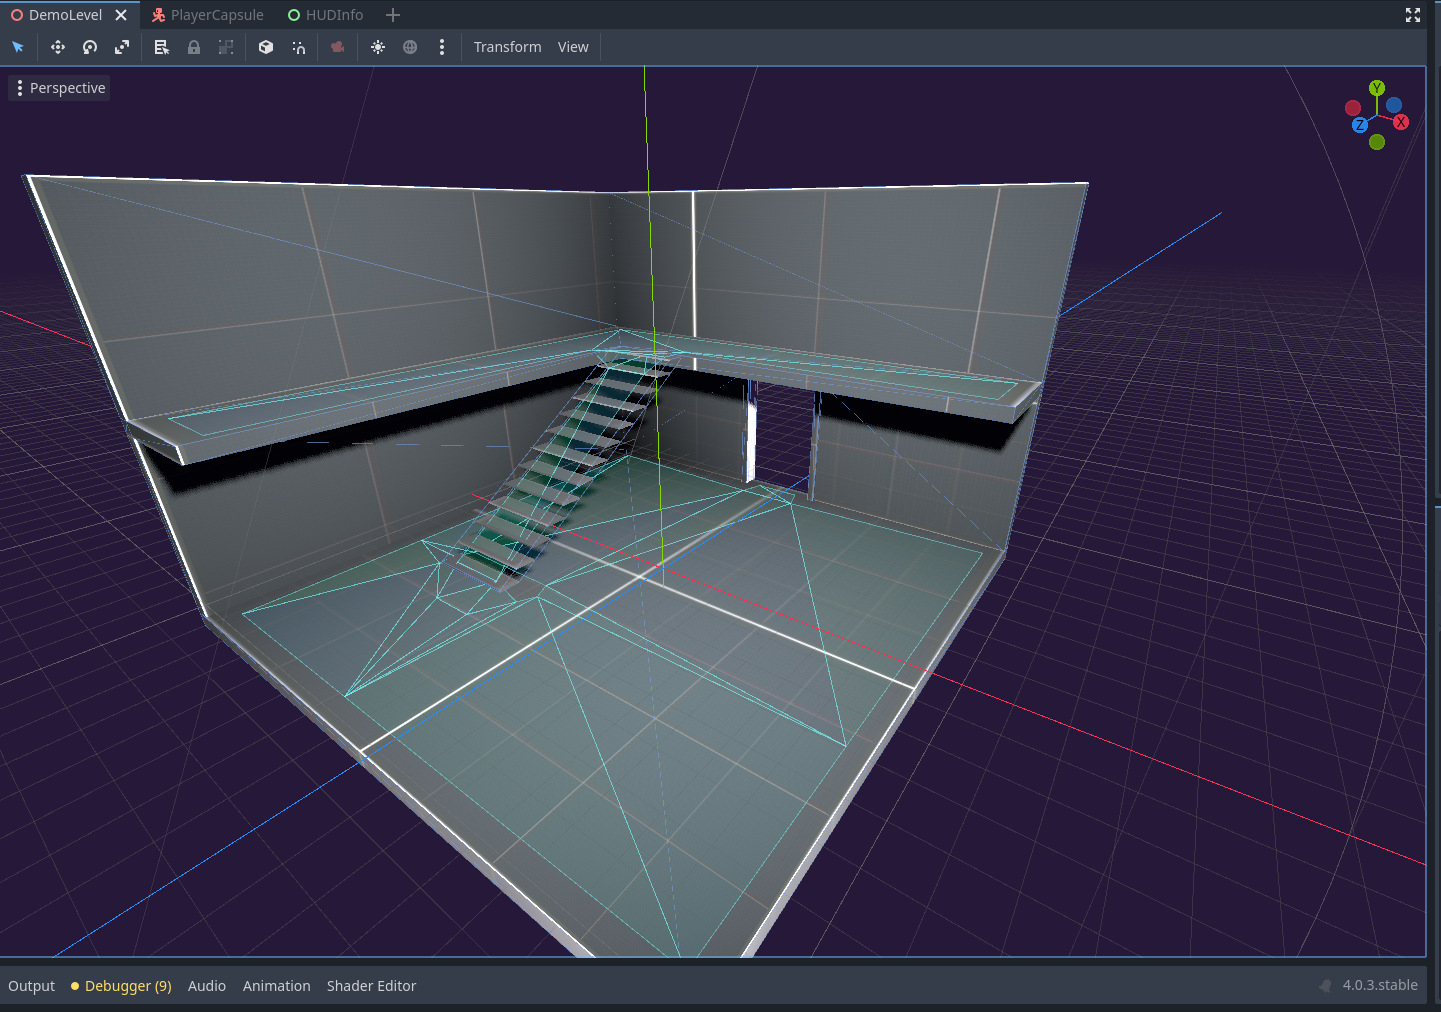 DemoLevel PlayerCapsule HUDInfo
Transform View
Perspective
Y
X
Z
Output Debugger (9) Audio Animation Shader Editor 4.0.3.stable